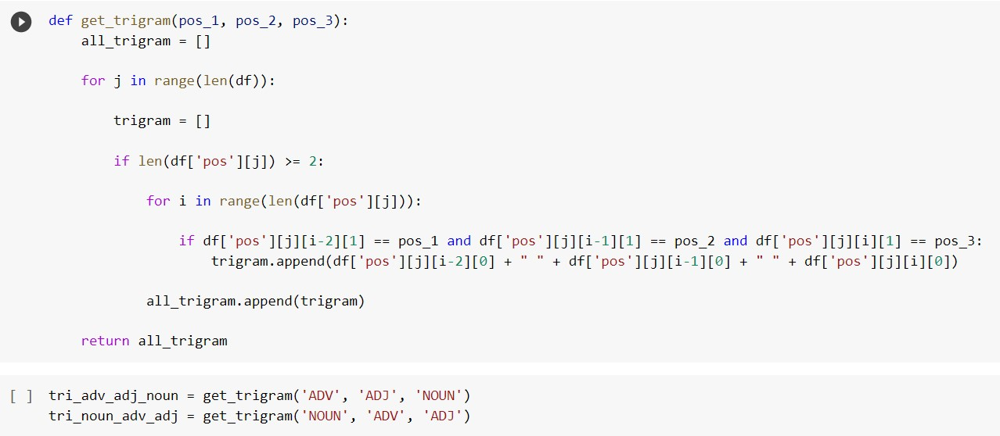 def get_trigram(pos_1, pos_2, pos_3):
    all_trigram = []
    for j in range(len(df)):
        trigram = []
        if len(df['pos'][j]) >= 2:
            for i in range(len(df['pos'][j])):
                if df['pos'][j][i-2][1] == pos_1 and df['pos'][j][i-1][1] == pos_2 and df['pos'][j][i][1] == pos_3:
                    trigram.append(df['pos'][j][i-2][0] + " " + df['pos'][j][i-1][0] + " " + df['pos'][j][i][0])
            all_trigram.append(trigram)
    return all_trigram
[ ] tri_adv_adj_noun = get_trigram('ADV', 'ADJ', 'NOUN')
tri_noun_adv_adj = get_trigram('NOUN', 'ADV', 'ADJ')